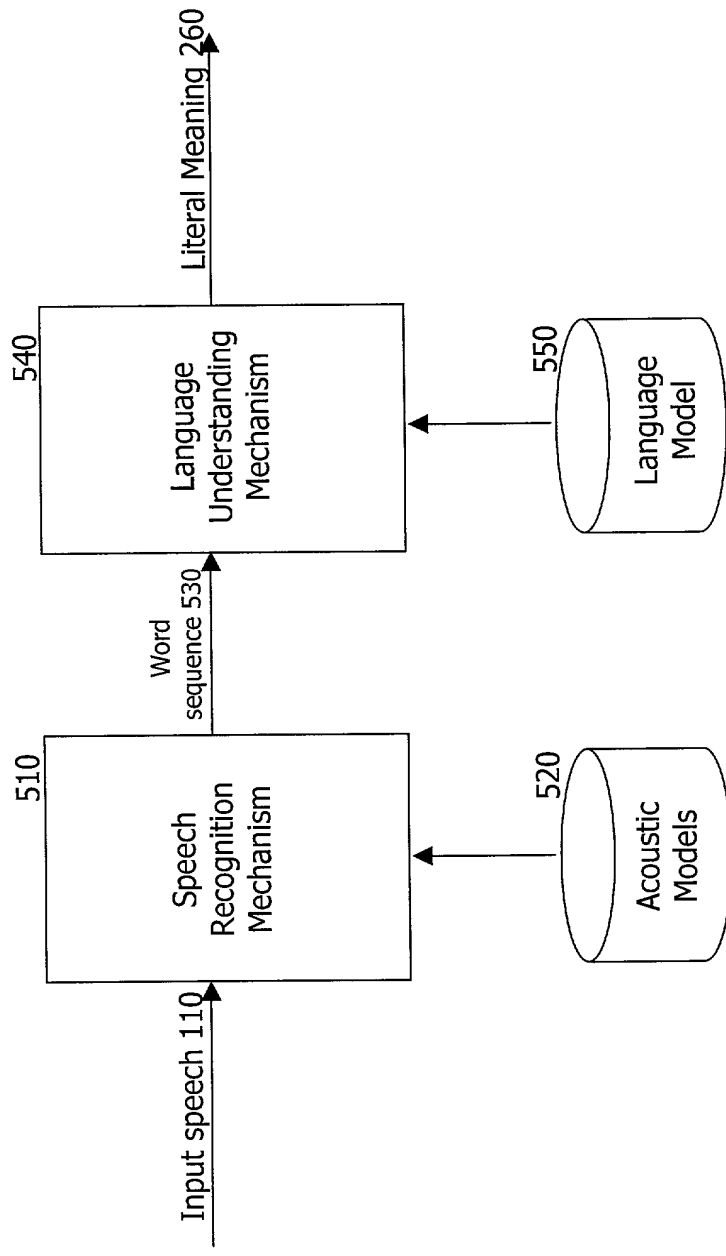 Input speech 110
510
Speech
Recognition
Mechanism
520
Acoustic
Models
Word
sequence 530
540
Language
Understanding
Mechanism
550
Language
Model
Literal Meaning 260